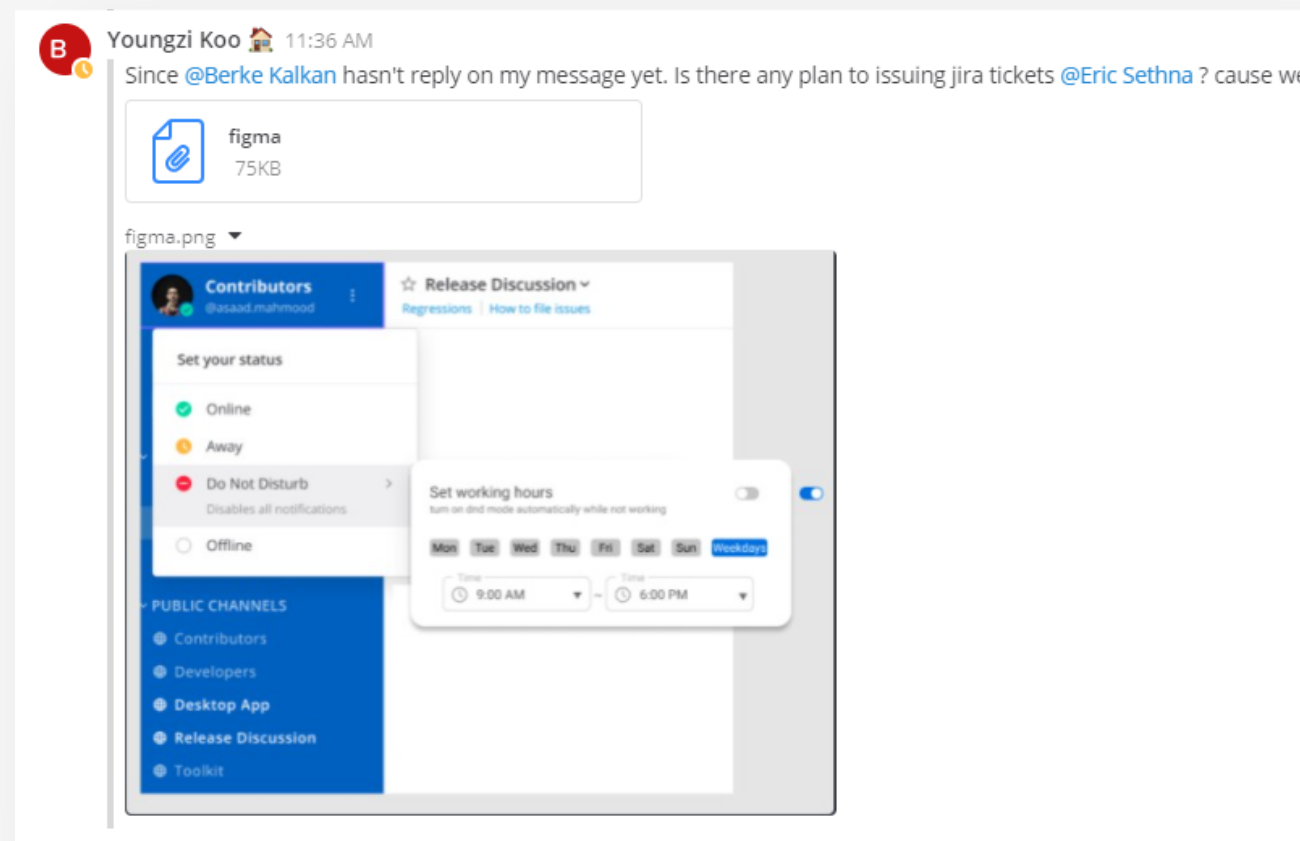 B
Youngzi Koo 11:36 AM
Since @Berke Kalkan hasn't reply on my message yet. Is there any plan to issuing jira tickets @Eric Sethna ? cause we
figma
75KB
figma.png
Contributors
@asaad.mahmood
Release Discussion
Regressions How to file issues
Set your status
Online
Away
Do Not Disturb
Disables all notifications
Offline
Set working hours
turn on dnd mode automatically while not working
Mon Tue Wed Thu Fri Sat Sun Weekdays
Time Time
9:00 AM ~ 6:00 PM
PUBLIC CHANNELS
Contributors
Developers
Desktop App
Release Discussion
Toolkit